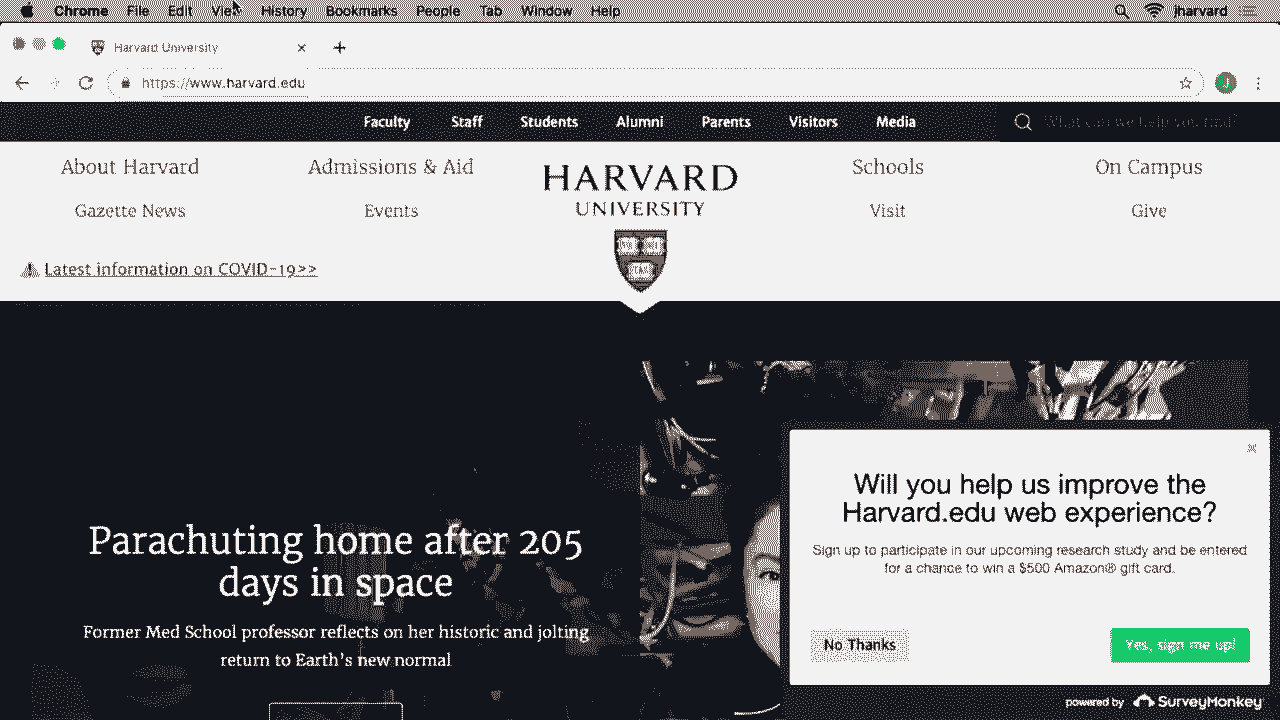 Chrome File Edit View History Bookmarks People Tab Window Help jharvard
Harvard University
https://www.harvard.edu J
Faculty Staff Students Alumni Parents Visitors Media What can we help you find?
About Harvard Admissions & Aid HARVARD Schools On Campus
Gazette News Events UNIVERSITY Visit Give
Latest information on COVID-19>>
Will you help us improve the
Harvard.edu web experience?
Sign up to participate in our upcoming research study and be entered
for a chance to win a $500 Amazon® gift card.
Parachuting home after 205
days in space
Former Med School professor reflects on her historic and jolting
return to Earth's new normal
No Thanks Yes, sign me up!
powered by SurveyMonkey